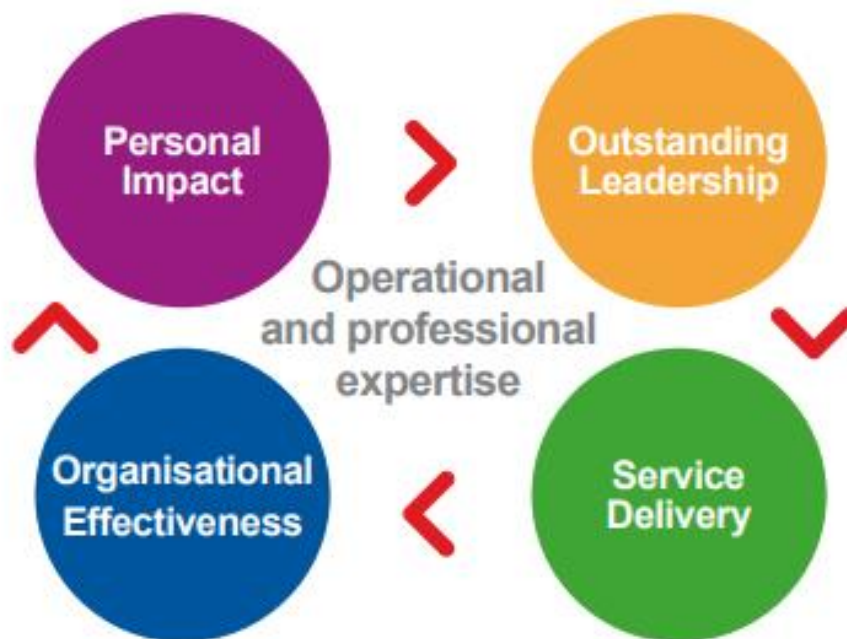 Personal
Impact
Outstanding
Leadership
Operational
and professional
expertise
Organisational
Effectiveness
Service
Delivery